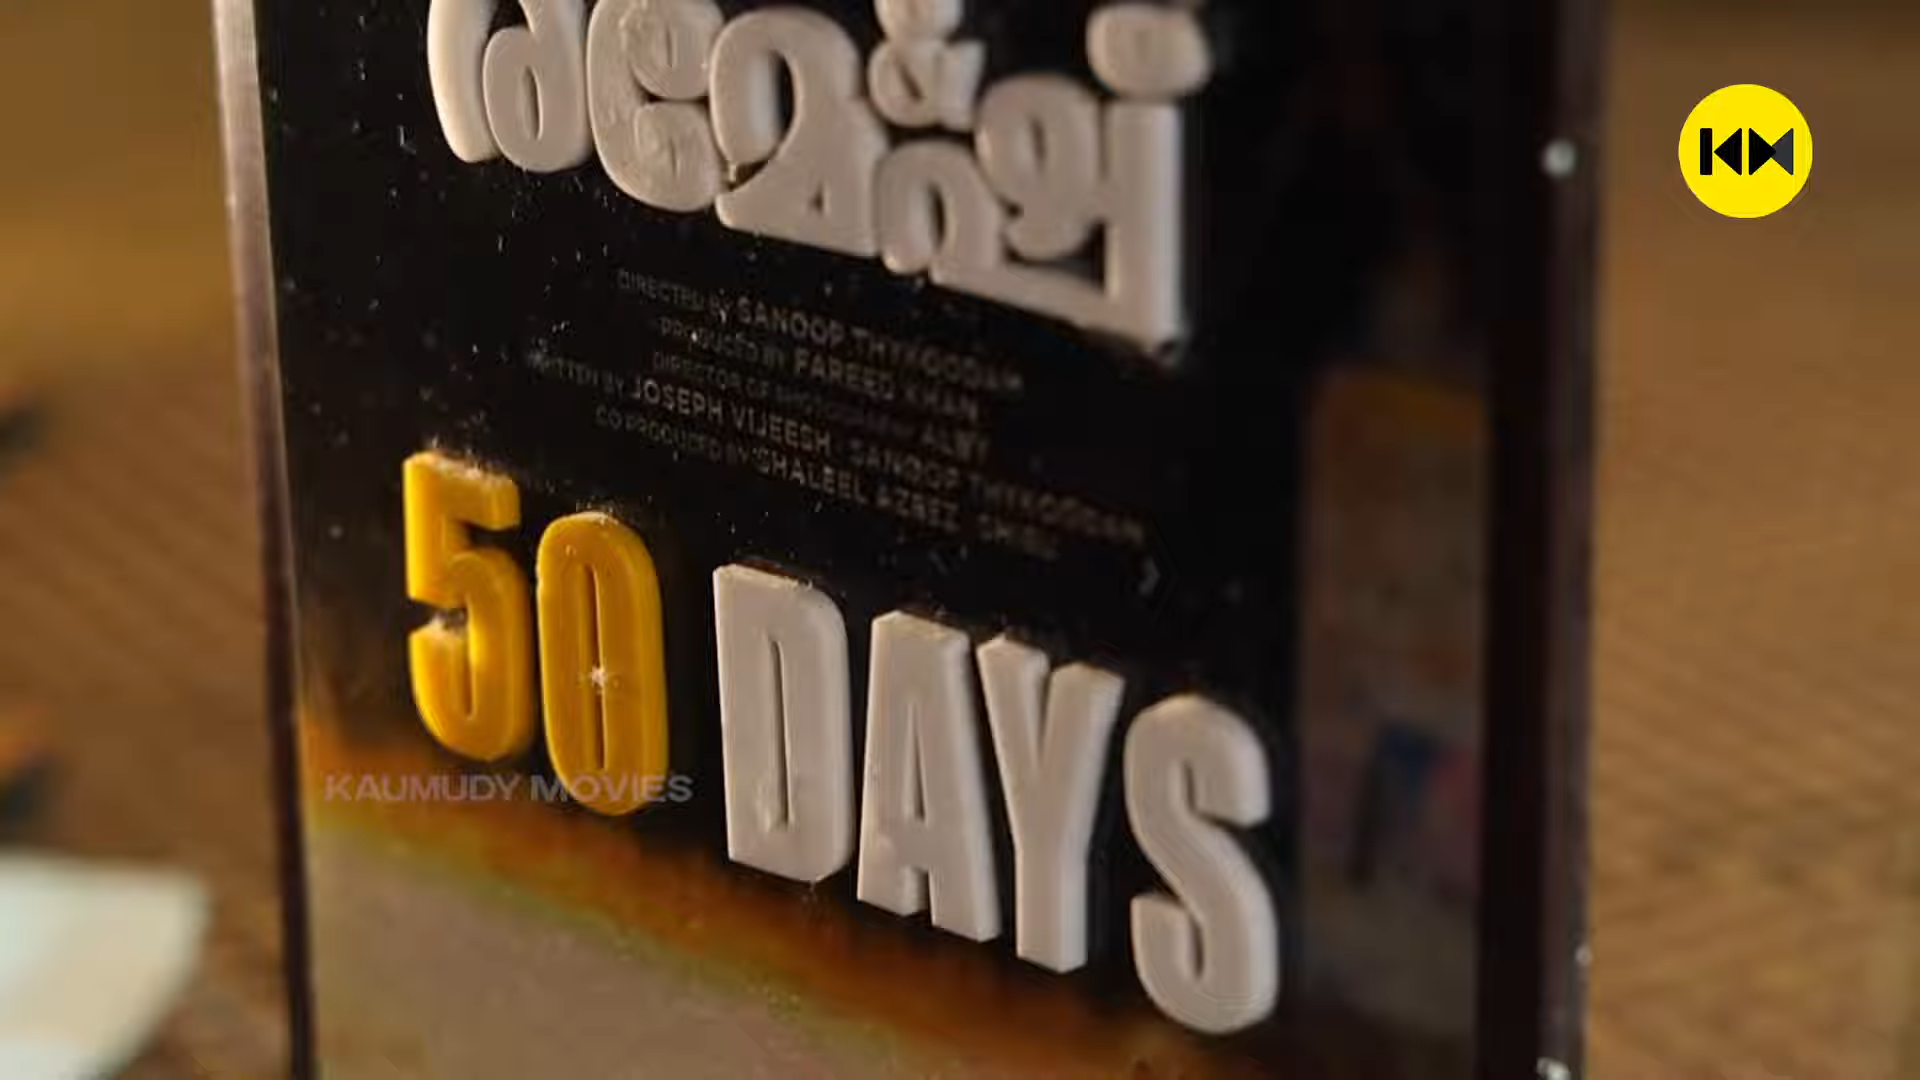 DIRECTED BY SANOOP THYKOODAM
PRODUCED BY FAREED KHAN
DIRECTOR OF PHOTOGRAPHY ALBY
WRITTEN BY JOSEPH VIJEESH, SANOOP THYKOODAM
CO PRODUCED BY SHALEEL AZEEZ,
50 DAYS
KAUMUDY MOVIES
KM